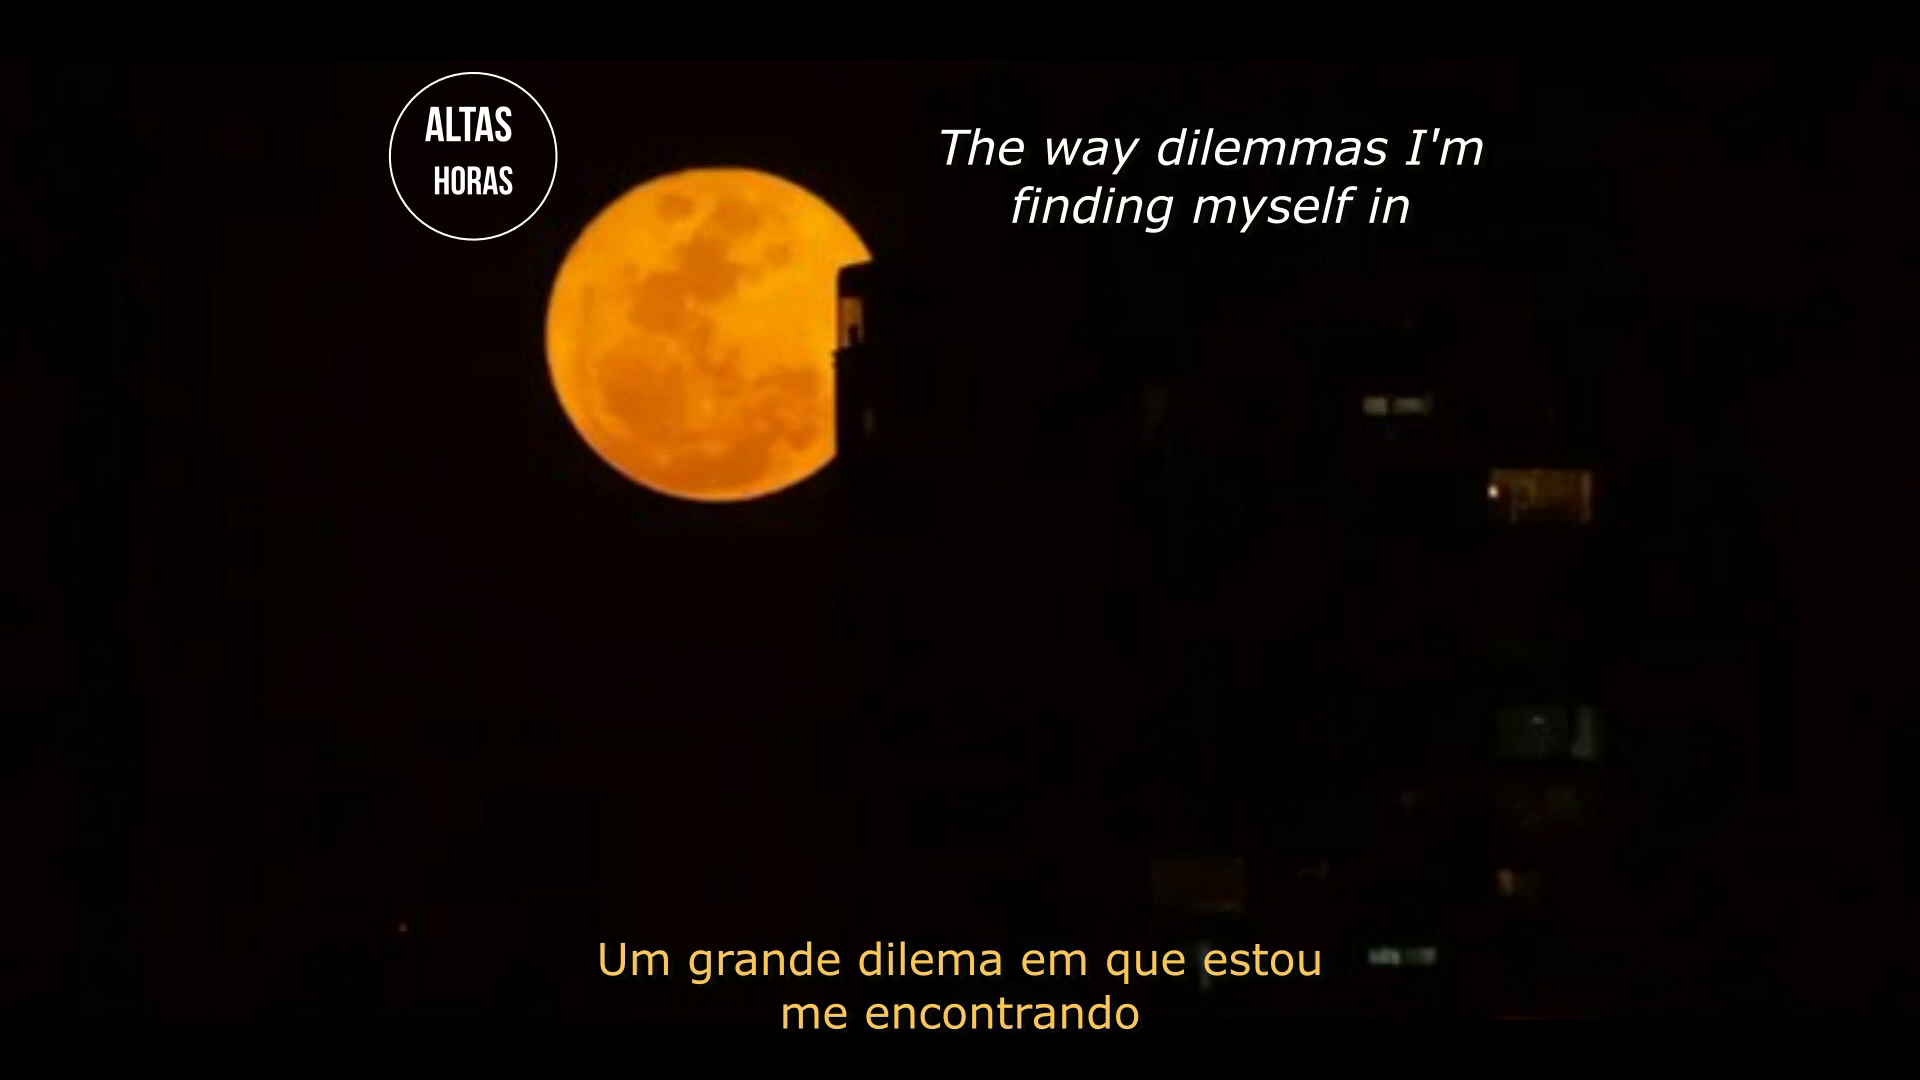 ALTAS
HORAS
The way dilemmas I'm
finding myself in
Um grande dilema em que estou
me encontrando